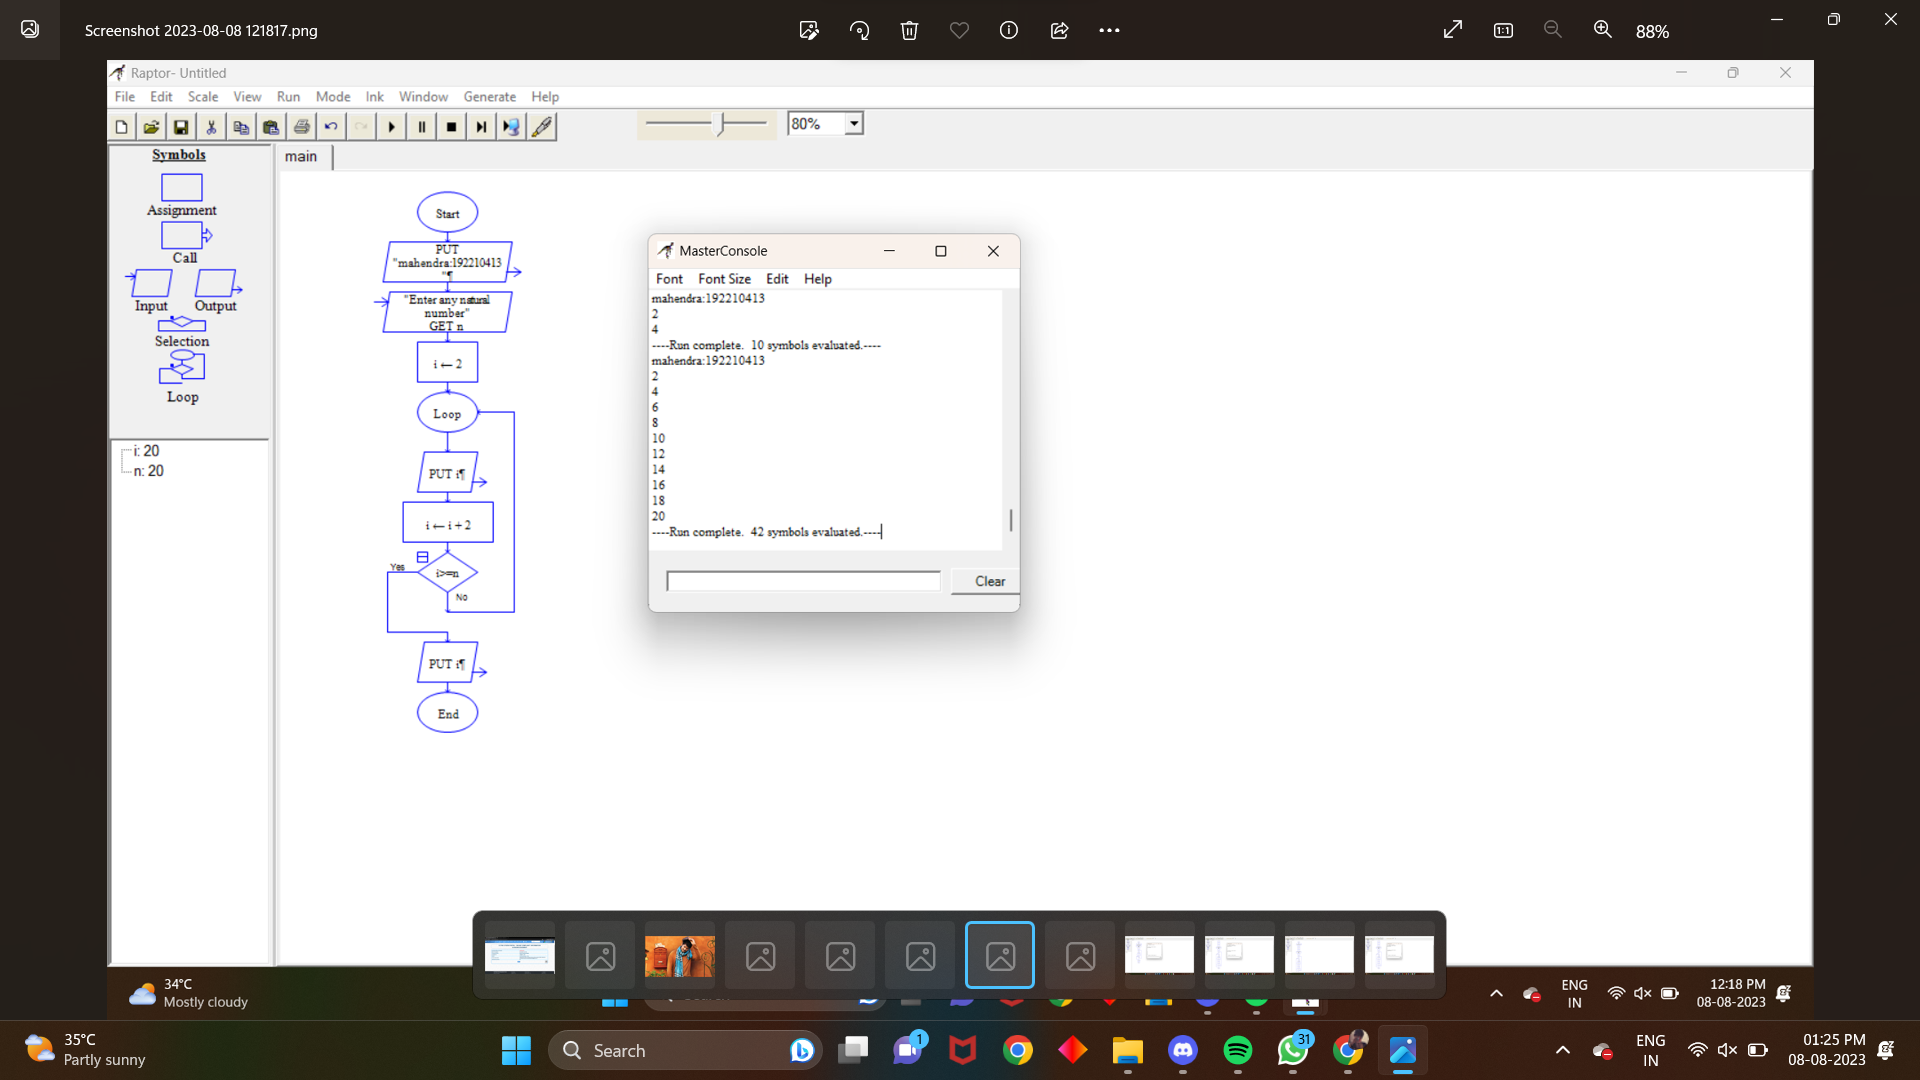 Screenshot 2023-08-08 121817.png
88%
Raptor- Untitled
File Edit Scale View Run Mode Ink Window Generate Help
80%
Symbols
main
Assignment
Call
Input Output
Selection
Loop
i: 20
n: 20
Start
PUT
"mahendra:192210413
"¶
"Enter any natural
number"
GET n
i ← 2
Loop
PUT i¶
i ← i + 2
Yes
i>=n
No
PUT i¶
End
MasterConsole
Font Font Size Edit Help
mahendra:192210413
2
4
----Run complete.  10 symbols evaluated.----
mahendra:192210413
2
4
6
8
10
12
14
16
18
20
----Run complete.  42 symbols evaluated.----
Clear
34°C
Mostly cloudy
ENG
IN
12:18 PM
08-08-2023
35°C
Partly sunny
Search
1
31
ENG
IN
01:25 PM
08-08-2023